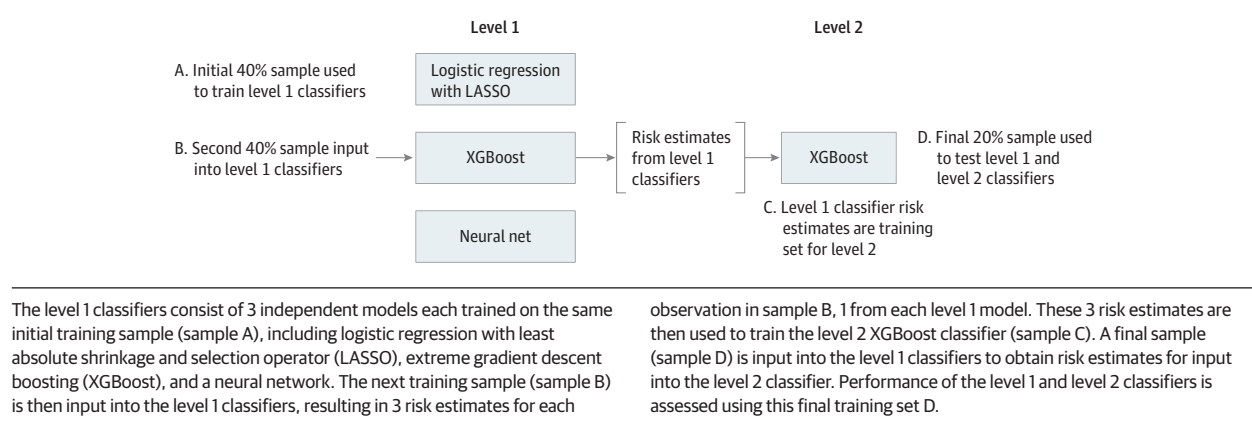 Level 1
Level 2
A. Initial 40% sample used
to train level 1 classifiers
Logistic regression
with LASSO
B. Second 40% sample input
into level 1 classifiers
XGBoost
Risk estimates
from level 1
classifiers
XGBoost
D. Final 20% sample used
to test level 1 and
level 2 classifiers
C. Level 1 classifier risk
estimates are training
set for level 2
Neural net
The level 1 classifiers consist of 3 independent models each trained on the same
initial training sample (sample A), including logistic regression with least
absolute shrinkage and selection operator (LASSO), extreme gradient descent
boosting (XGBoost), and a neural network. The next training sample (sample B)
is then input into the level 1 classifiers, resulting in 3 risk estimates for each
observation in sample B, 1 from each level 1 model. These 3 risk estimates are
then used to train the level 2 XGBoost classifier (sample C). A final sample
(sample D) is input into the level 1 classifiers to obtain risk estimates for input
into the level 2 classifier. Performance of the level 1 and level 2 classifiers is
assessed using this final training set D.